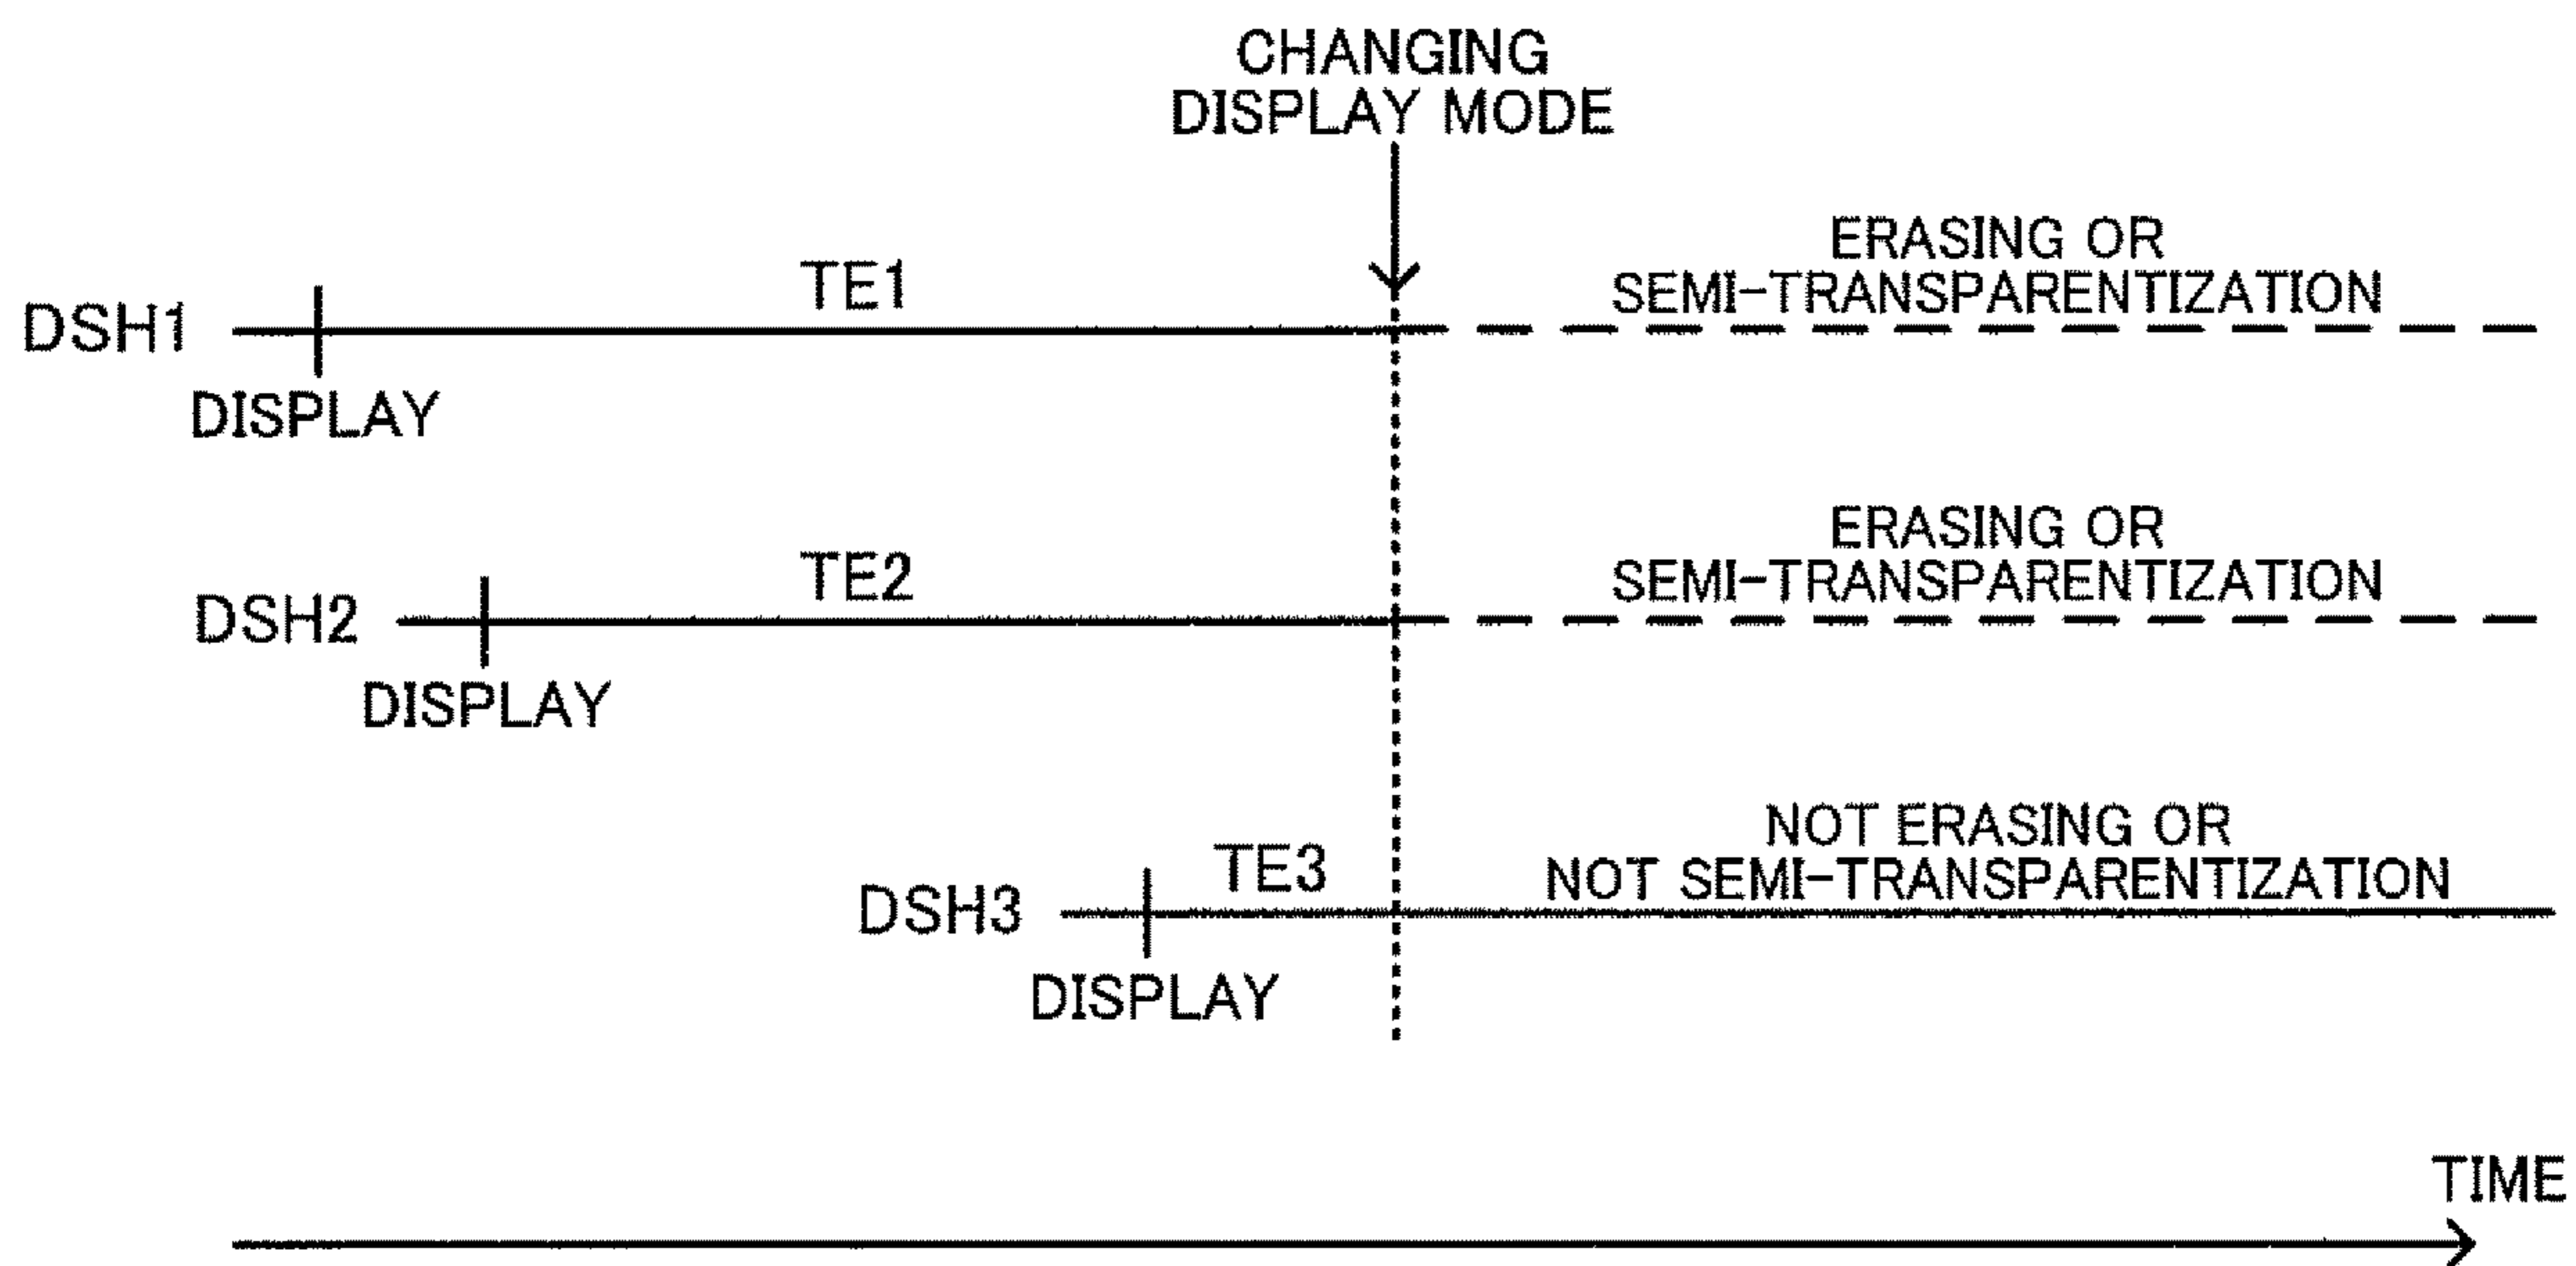 CHANGING
DISPLAY MODE
ERASING OR
SEMI-TRANSPARENTIZATION
TE1
DSH1
DISPLAY
ERASING OR
SEMI-TRANSPARENTIZATION
TE2
DSH2
DISPLAY
NOT ERASING OR
NOT SEMI-TRANSPARENTIZATION
TE3
DSH3
DISPLAY
TIME